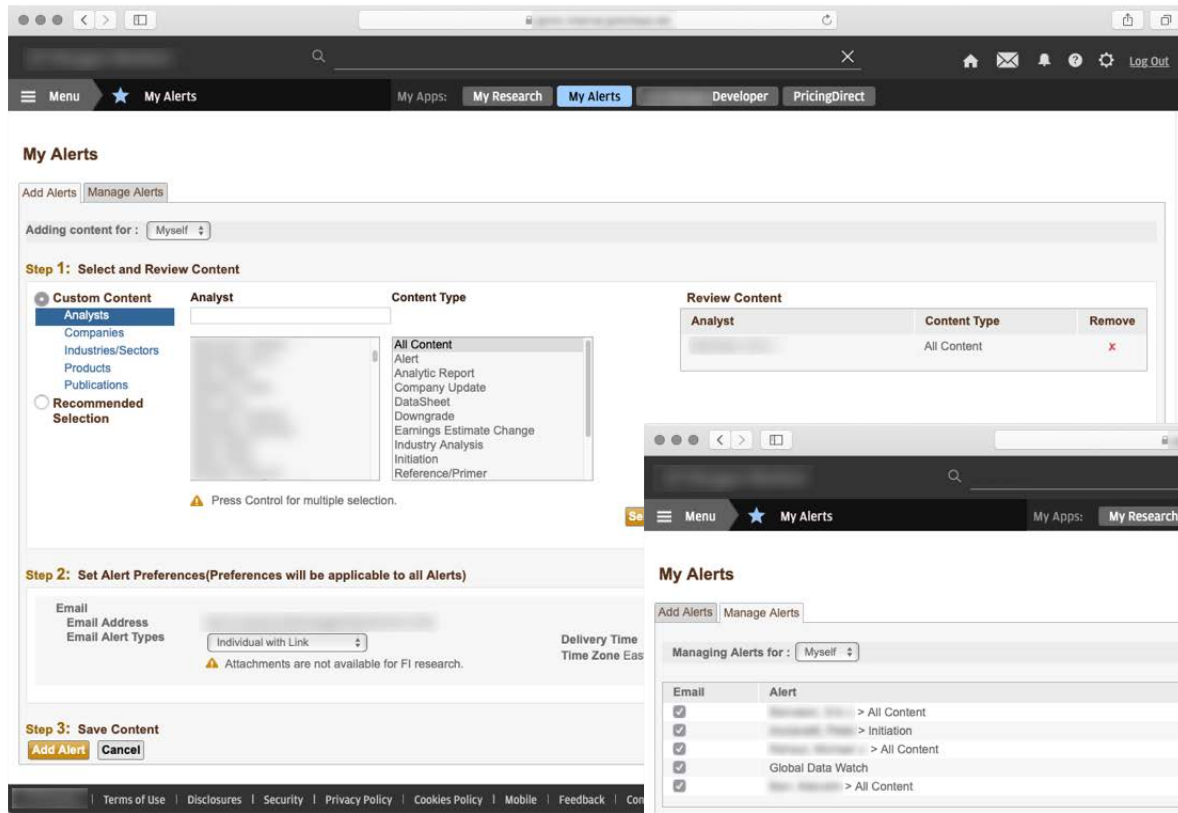 Log Out
Menu
My Alerts
My Apps:
My Research
My Alerts
Developer
PricingDirect
My Alerts
Add Alerts
Manage Alerts
Adding content for :
Myself
Step 1: Select and Review Content
Custom Content
Analysts
Companies
Industries/Sectors
Products
Publications
Recommended
Selection
Analyst
Content Type
All Content
Alert
Analytic Report
Company Update
DataSheet
Downgrade
Earnings Estimate Change
Industry Analysis
Initiation
Reference/Primer
Press Control for multiple selection.
Review Content
Analyst
Content Type
Remove
All Content
x
Se
Step 2: Set Alert Preferences(Preferences will be applicable to all Alerts)
Email
Email Address
Email Alert Types
Individual with Link
Attachments are not available for FI research.
Delivery Time
Time Zone Eas
Step 3: Save Content
Add Alert
Cancel
Terms of Use | Disclosures | Security | Privacy Policy | Cookies Policy | Mobile | Feedback | Con
Menu
My Alerts
My Apps:
My Research
My Alerts
Add Alerts
Manage Alerts
Managing Alerts for :
Myself
Email
Alert
> All Content
> Initiation
> All Content
Global Data Watch
> All Content